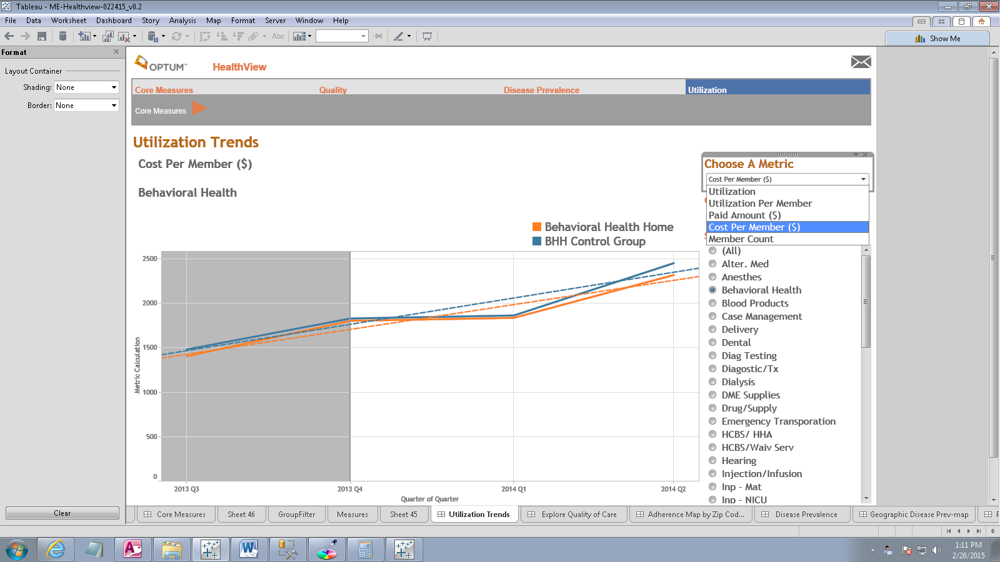 Tableau - ME-Healthview-022415_v8.2
File Data Worksheet Dashboard Story Analysis Map Format Server Window Help
Abc
Show Me
Format
Layout Container
Shading: None
Border: None
Clear
OPTUM™ HealthView
Core Measures Quality Disease Prevalence Utilization
Core Measures
Utilization Trends
Cost Per Member ($)
Behavioral Health
Choose A Metric
Cost Per Member ($)
Utilization
Utilization Per Member
Paid Amount ($)
Cost Per Member ($)
Member Count
(All)
Alter. Med
Anesthes
Behavioral Health
Blood Products
Case Management
Delivery
Dental
Diag Testing
Diagostic/Tx
Dialysis
DME Supplies
Drug/Supply
Emergency Transporation
HCBS/ HHA
HCBS/Waiv Serv
Hearing
Injection/Infusion
Inp - Mat
Inp - NICU
Behavioral Health Home
BHH Control Group
2500
2000
1500
1000
500
0
Metric Calculation
2013 Q3 2013 Q4 2014 Q1 2014 Q2
Quarter of Quarter
Core Measures Sheet 46 GroupFilter Measures Sheet 45 Utilization Trends Explore Quality of Care Adherence Map by Zip Cod... Disease Prevalence Geographic Disease Prev-map
1:11 PM
2/26/2015